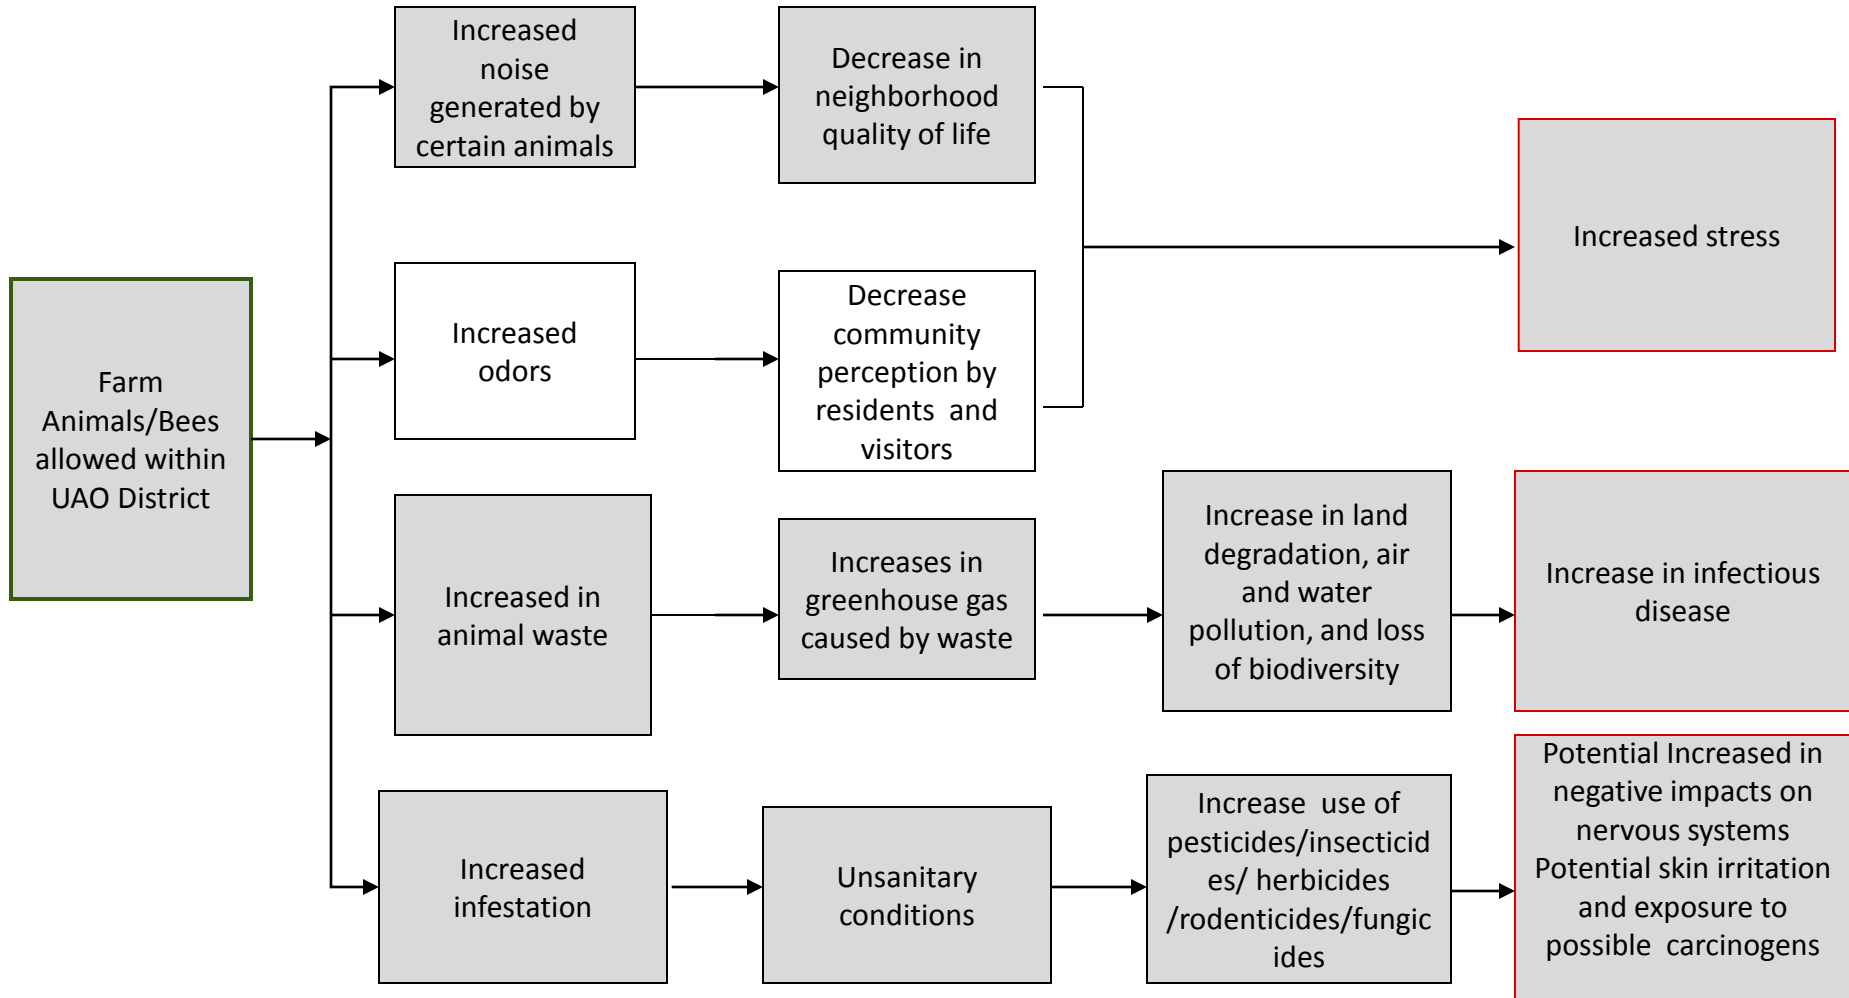 Increased
noise
generated by
certain animals
Decrease in
neighborhood
quality of life
Increased stress
Farm
Animals/Bees
allowed within
UAO District
Increased
odors
Decrease
community
perception by
residents and
visitors
Increased in
animal waste
Increases in
greenhouse gas
caused by waste
Increase in land
degradation, air
and water
pollution, and loss
of biodiversity
Increase in infectious
disease
Increased
infestation
Unsanitary
conditions
Increase use of
pesticides/insecticid
es/ herbicides
/rodenticides/fungic
ides
Potential Increased in
negative impacts on
nervous systems
Potential skin irritation
and exposure to
possible carcinogens